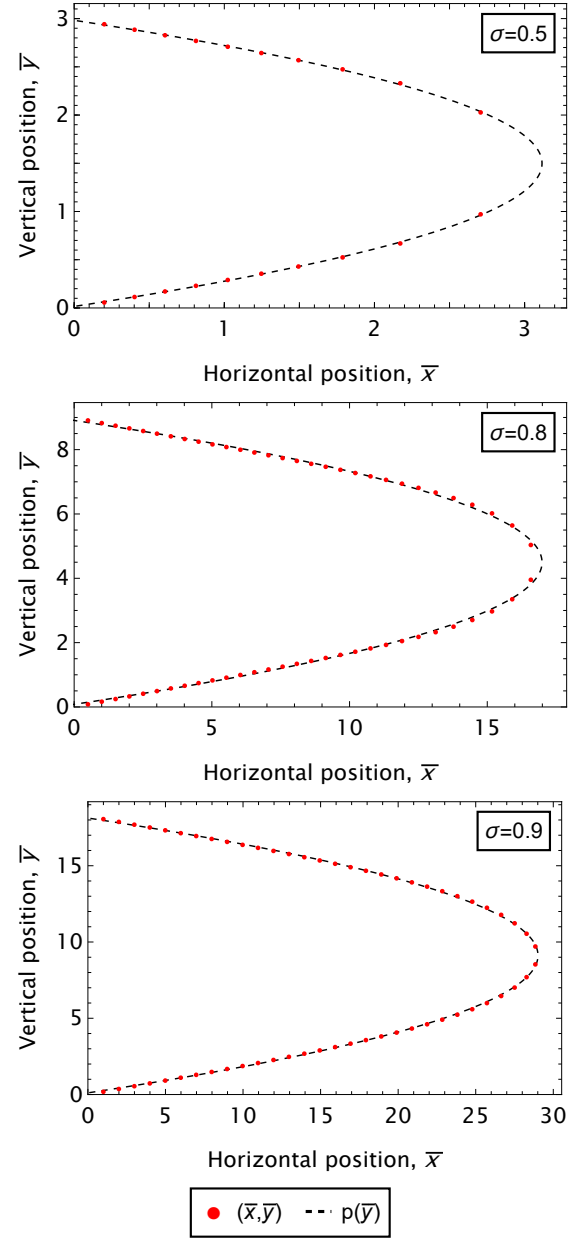 3
2
1
0
Vertical position, y̅
σ=0.5
0 1 2 3
Horizontal position, x̅
8
6
4
2
0
Vertical position, y̅
σ=0.8
0 5 10 15
Horizontal position, x̅
15
10
5
0
Vertical position, y̅
σ=0.9
0 5 10 15 20 25 30
Horizontal position, x̅
(x̅,y̅) p(y̅)